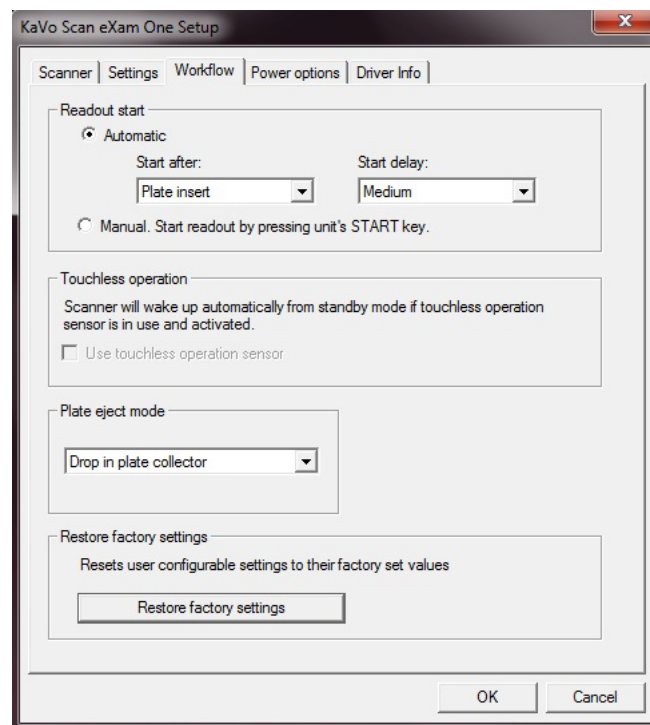 KaVo Scan eXam One Setup
x
Scanner Settings Workflow Power options Driver Info
Readout start
Automatic
Start after: Start delay:
Plate insert Medium
Manual. Start readout by pressing unit's START key.
Touchless operation
Scanner will wake up automatically from standby mode if touchless operation
sensor is in use and activated.
Use touchless operation sensor
Plate eject mode
Drop in plate collector
Restore factory settings
Resets user configurable settings to their factory set values
Restore factory settings
OK Cancel